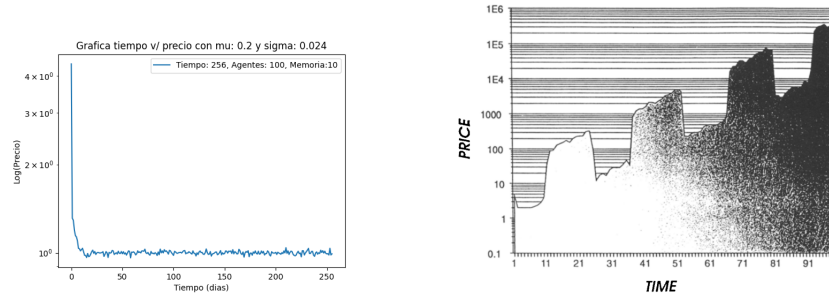 Grafica tiempo v/ precio con mu: 0.2 y sigma: 0.024
Tiempo: 256, Agentes: 100, Memoria:10
Log(Precio)
4 × 10⁰
3 × 10⁰
2 × 10⁰
10⁰
0 50 100 150 200 250
Tiempo (dias)
PRICE
1E6
1E5
1E4
1000
100
10
1
0.1
1 11 21 31 41 51 61 71 81 91
TIME